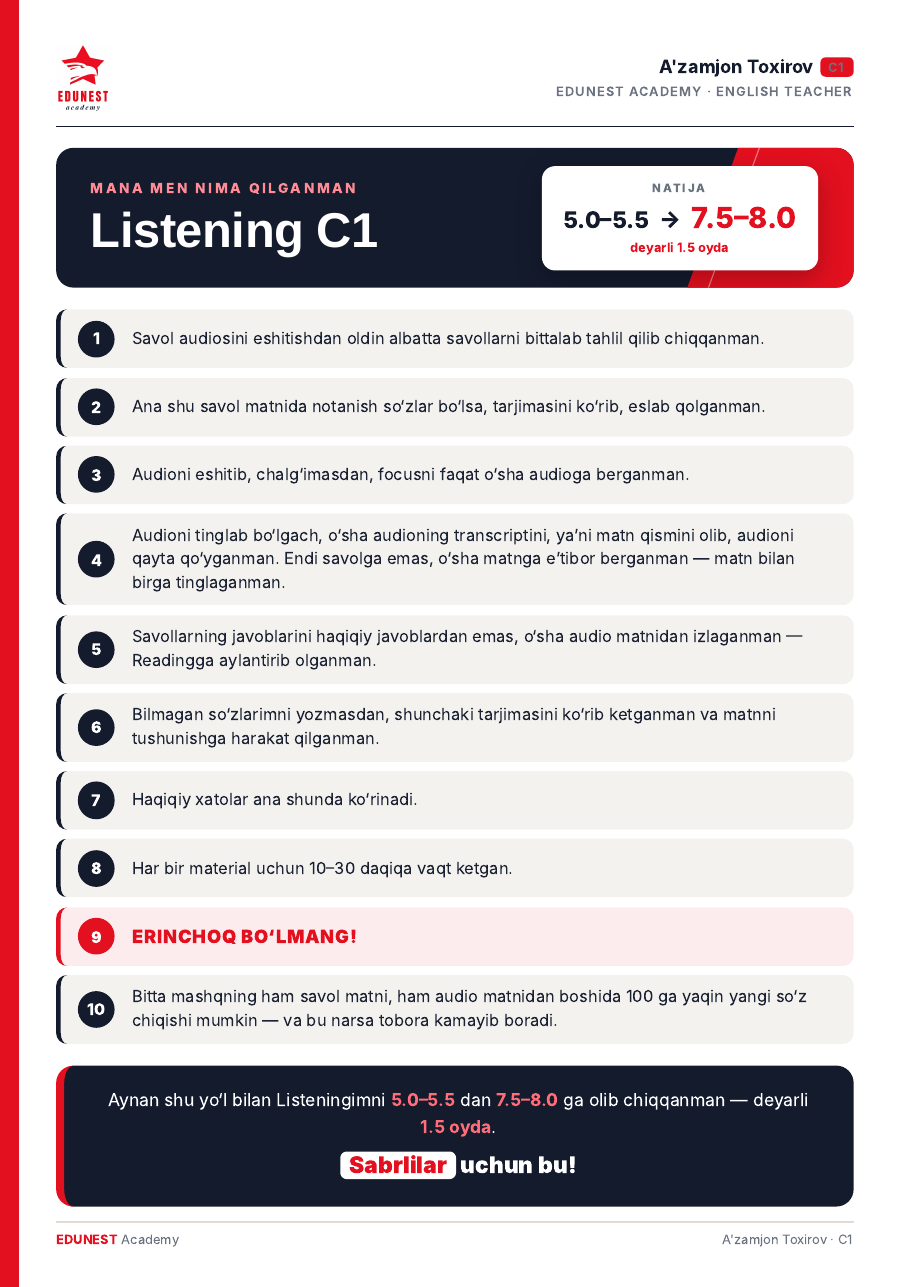 EDUNEST
academy
A'zamjon Toxirov C1
EDUNEST ACADEMY · ENGLISH TEACHER
MANA MEN NIMA QILGANMAN
Listening C1
NATIJA
5.0–5.5 → 7.5–8.0
deyarli 1.5 oyda
1 Savol audiosini eshitishdan oldin albatta savollarni bittalab tahlil qilib chiqqanman.
2 Ana shu savol matnida notanish so‘zlar bo‘lsa, tarjimasini ko‘rib, eslab qolganman.
3 Audioni eshitib, chalg‘imasdan, focusni faqat o‘sha audioga berganman.
4 Audioni tinglab bo‘lgach, o‘sha audioning transcriptini, ya’ni matn qismini olib, audioni
qayta qo‘yganman. Endi savolga emas, o‘sha matnga e’tibor berganman — matn bilan
birga tinglaganman.
5 Savollarning javoblarini haqiqiy javoblardan emas, o‘sha audio matnidan izlaganman —
Readingga aylantirib olganman.
6 Bilmagan so‘zlarimni yozmasdan, shunchaki tarjimasini ko‘rib ketganman va matnni
tushunishga harakat qilganman.
7 Haqiqiy xatolar ana shunda ko‘rinadi.
8 Har bir material uchun 10–30 daqiqa vaqt ketgan.
9 ERINCHOQ BO‘LMANG!
10 Bitta mashqning ham savol matni, ham audio matnidan boshida 100 ga yaqin yangi so‘z
chiqishi mumkin — va bu narsa tobora kamayib boradi.
Aynan shu yo‘l bilan Listeningimni 5.0–5.5 dan 7.5–8.0 ga olib chiqqanman — deyarli
1.5 oyda.
Sabrlilar uchun bu!
EDUNEST Academy
A'zamjon Toxirov · C1